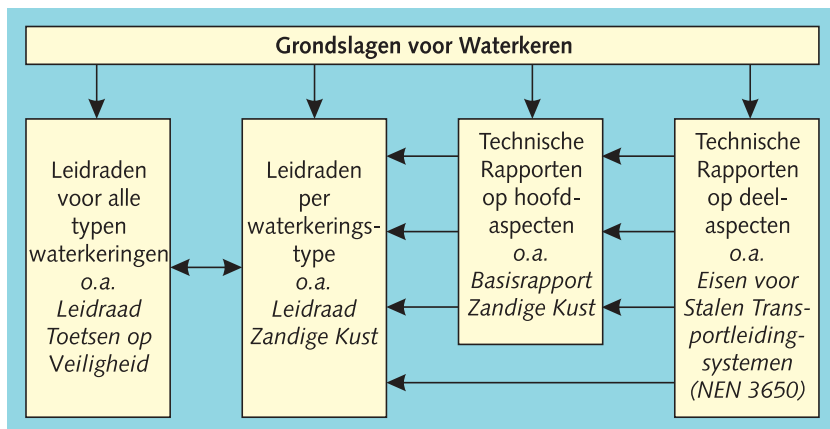 Grondslagen voor Waterkeren
Leidraden
voor alle
typen
waterkeringen
o.a.
Leidraad
Toetsen op
Veiligheid
Leidraden
per
waterkerings-
type
o.a.
Leidraad
Zandige Kust
Technische
Rapporten
op hoofd-
aspecten
o.a.
Basisrapport
Zandige Kust
Technische
Rapporten
op deel-
aspecten
o.a.
Eisen voor
Stalen Trans-
portleiding-
systemen
(NEN 3650)